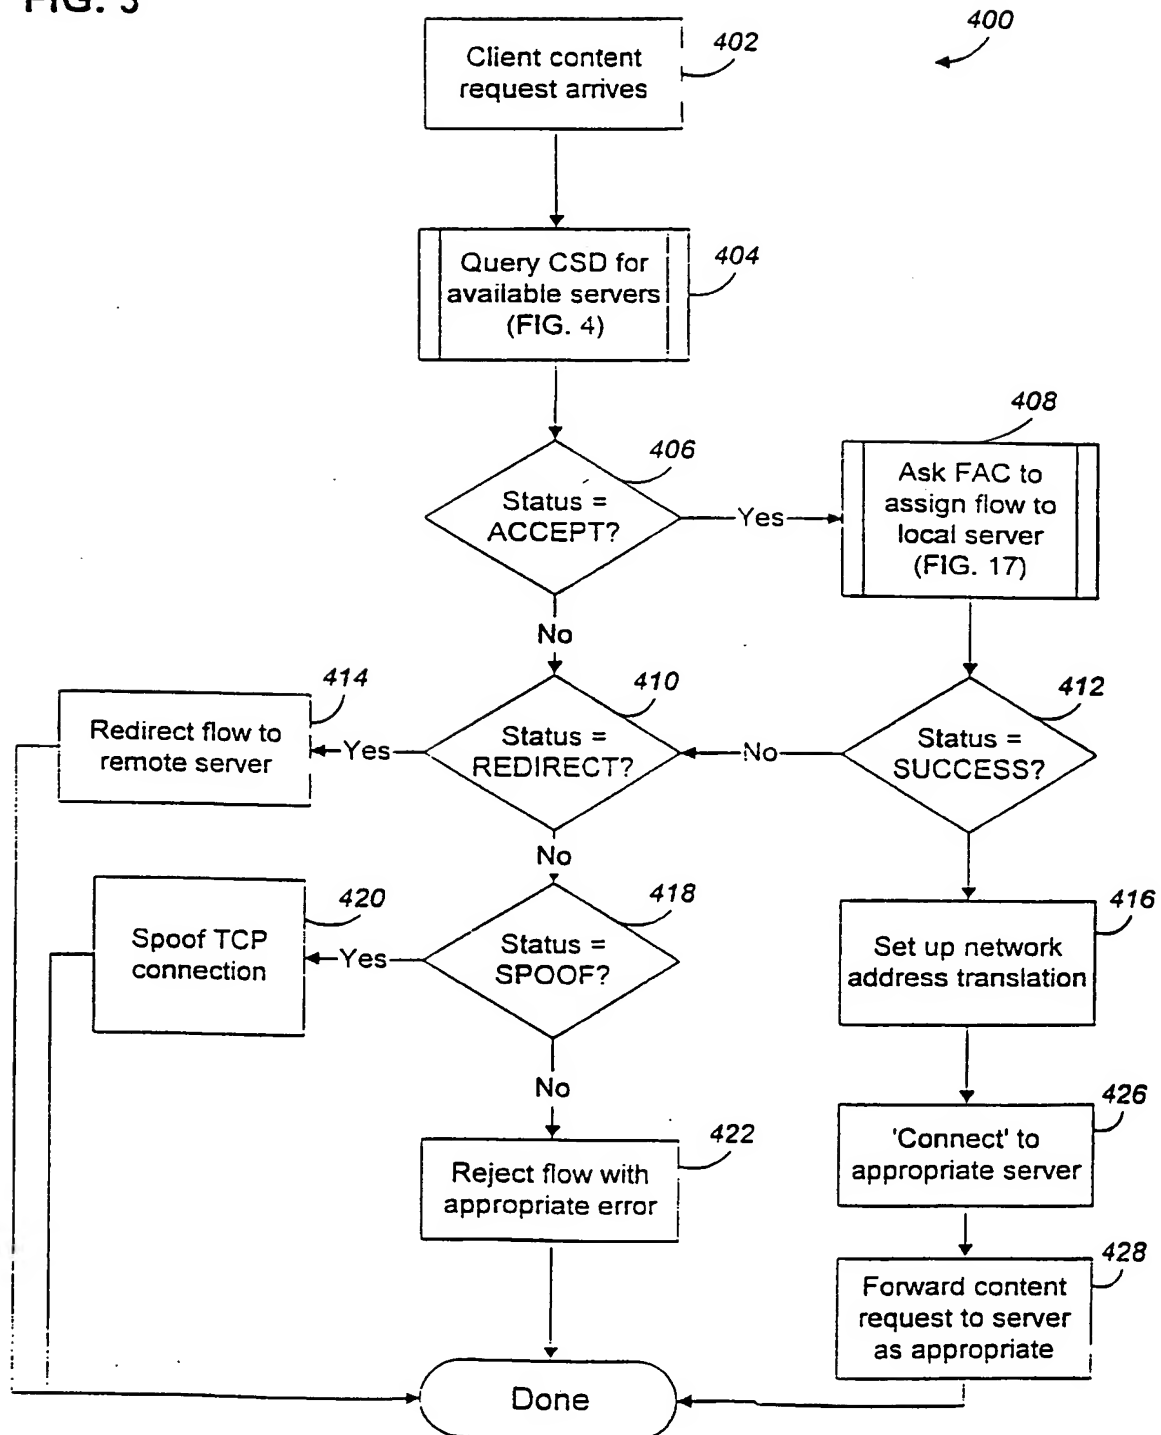 FIG. 3
400
Client content
request arrives
402
Query CSD for
available servers
(FIG. 4)
404
Status =
ACCEPT?
406
Yes
Ask FAC to
assign flow to
local server
(FIG. 17)
408
No
Redirect flow to
remote server
414
Yes
Status =
REDIRECT?
410
No
Status =
SUCCESS?
412
No
Spoof TCP
connection
420
Yes
Status =
SPOOF?
418
Set up network
address translation
416
No
Reject flow with
appropriate error
422
'Connect' to
appropriate server
426
Forward content
request to server
as appropriate
428
Done